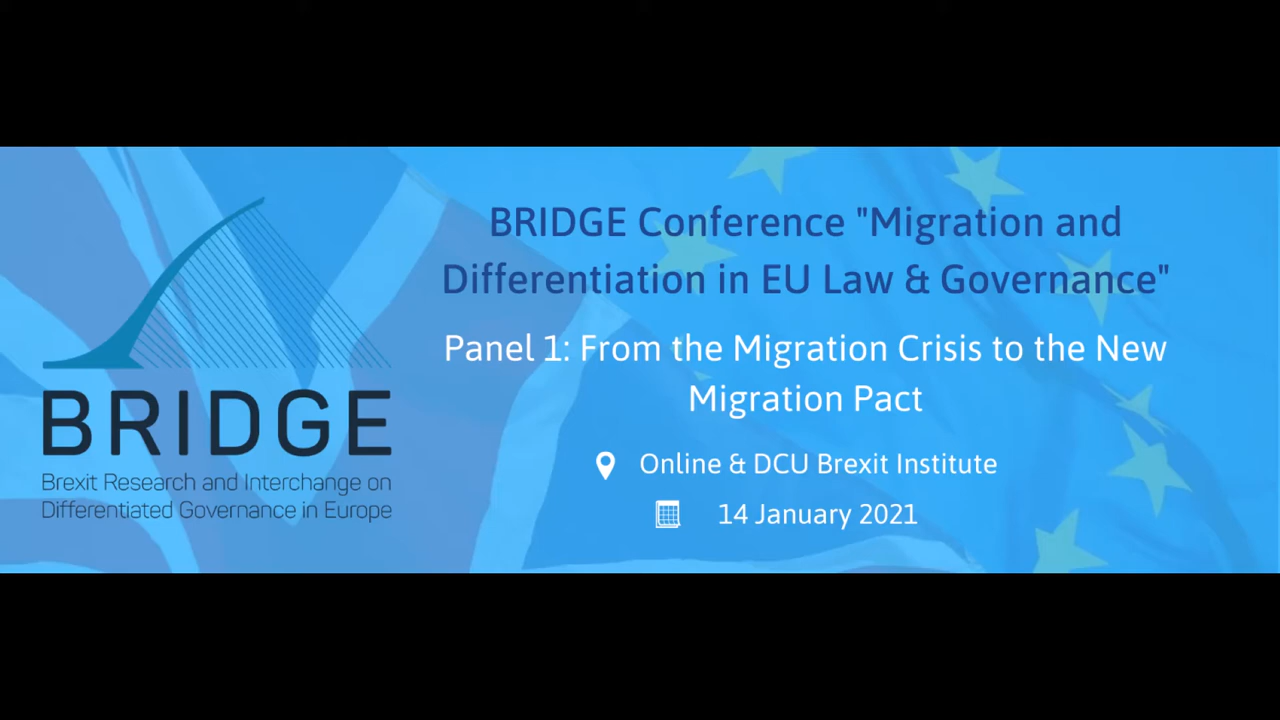 BRIDGE Conference "Migration and
Differentiation in EU Law & Governance"
Panel 1: From the Migration Crisis to the New
Migration Pact
Online & DCU Brexit Institute
14 January 2021
BRIDGE
Brexit Research and Interchange on
Differentiated Governance in Europe